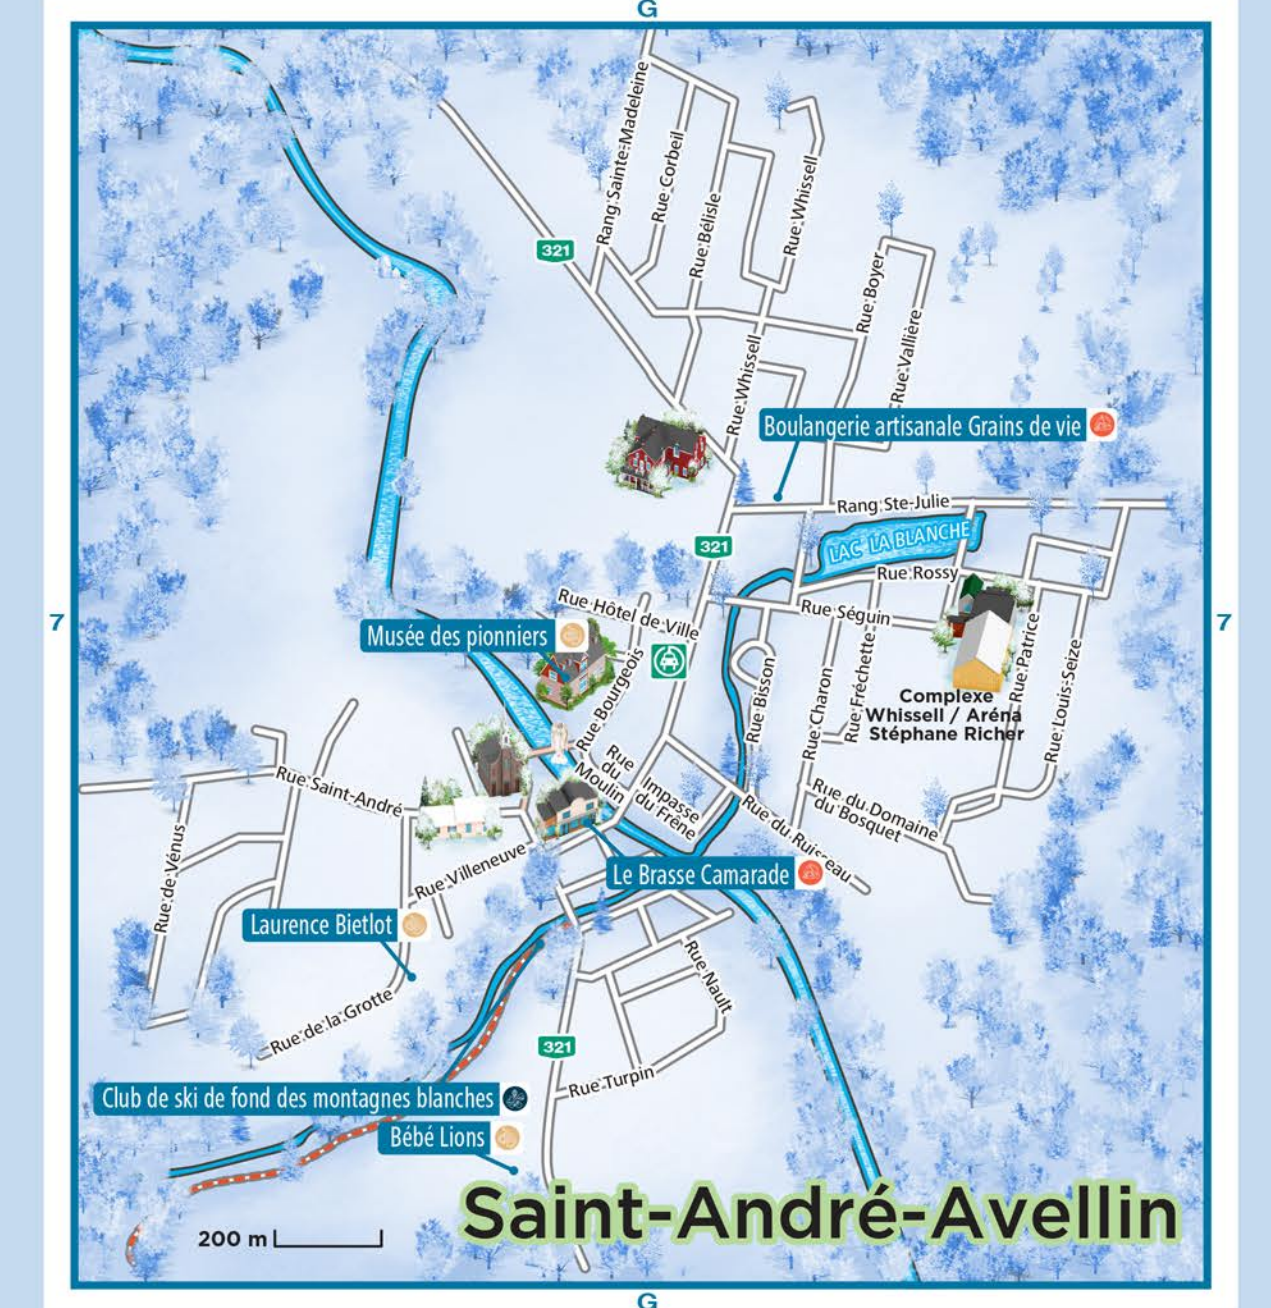 G
Rang Sainte-Madeleine
Rue Corbeil
Rue Bélisle
Rue Whissell
321
Rue Boyer
Rue Vallière
Rue Whissell
Boulangerie artisanale Grains de vie
Rang Ste-Julie
321
LAC LA BLANCHE
Rue Rossy
Rue Hôtel de Ville
Rue Séguin
7
7
Musée des pionniers
Rue Bourgeois
Rue Bisson
Rue Charon
Rue Fréchette
Rue Patrice
Rue Louis-Seize
Complexe
Whissell / Aréna
Stéphane Richer
Rue
du
Moulin
Impasse
du Frêne
Rue Saint-André
Rue du Ruisseau
Rue du Domaine
du Bosquet
Rue de Vénus
Rue Villeneuve
Le Brasse Camarade
Laurence Bietlot
Rue Nault
Rue de la Grotte
321
Rue Turpin
Club de ski de fond des montagnes blanches
Bébé Lions
Saint-André-Avellin
200 m
G